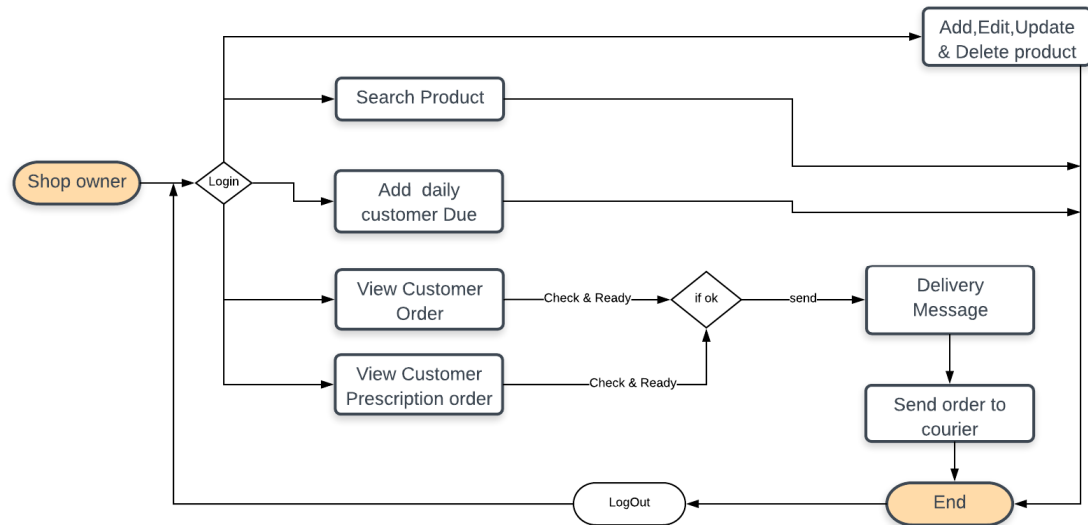 Add,Edit,Update
& Delete product
Search Product
Shop owner
Login
Add daily
customer Due
View Customer
Order
Check & Ready
if ok
send
Delivery
Message
View Customer
Prescription order
Check & Ready
Send order to
courier
LogOut
End